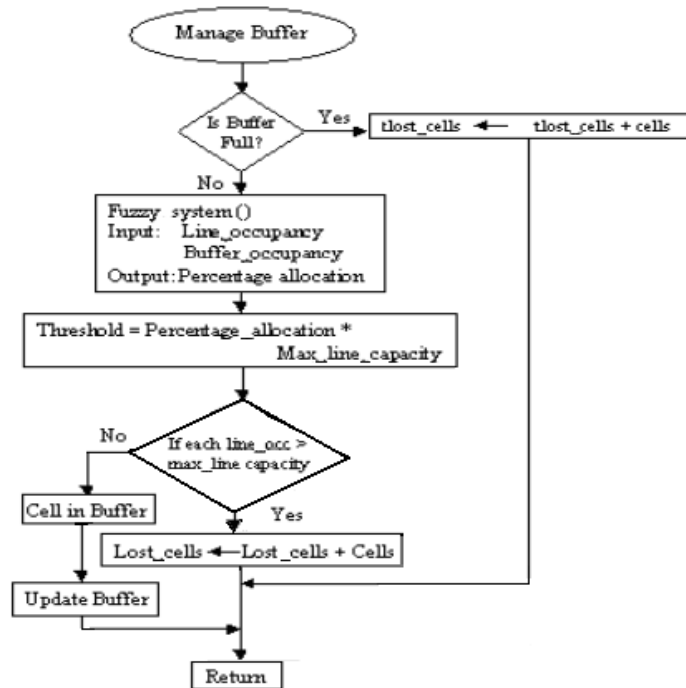 Manage Buffer
Is Buffer
Full?
Yes
tlost_cells ← tlost_cells + cells
No
Fuzzy system()
Input: Line_occupancy
Buffer_occupancy
Output:Percentage allocation
Threshold = Percentage_allocation *
Max_line_capacity
No
If each line_occ >
max_line capacity
Cell in Buffer
Yes
Lost_cells ← Lost_cells + Cells
Update Buffer
Return